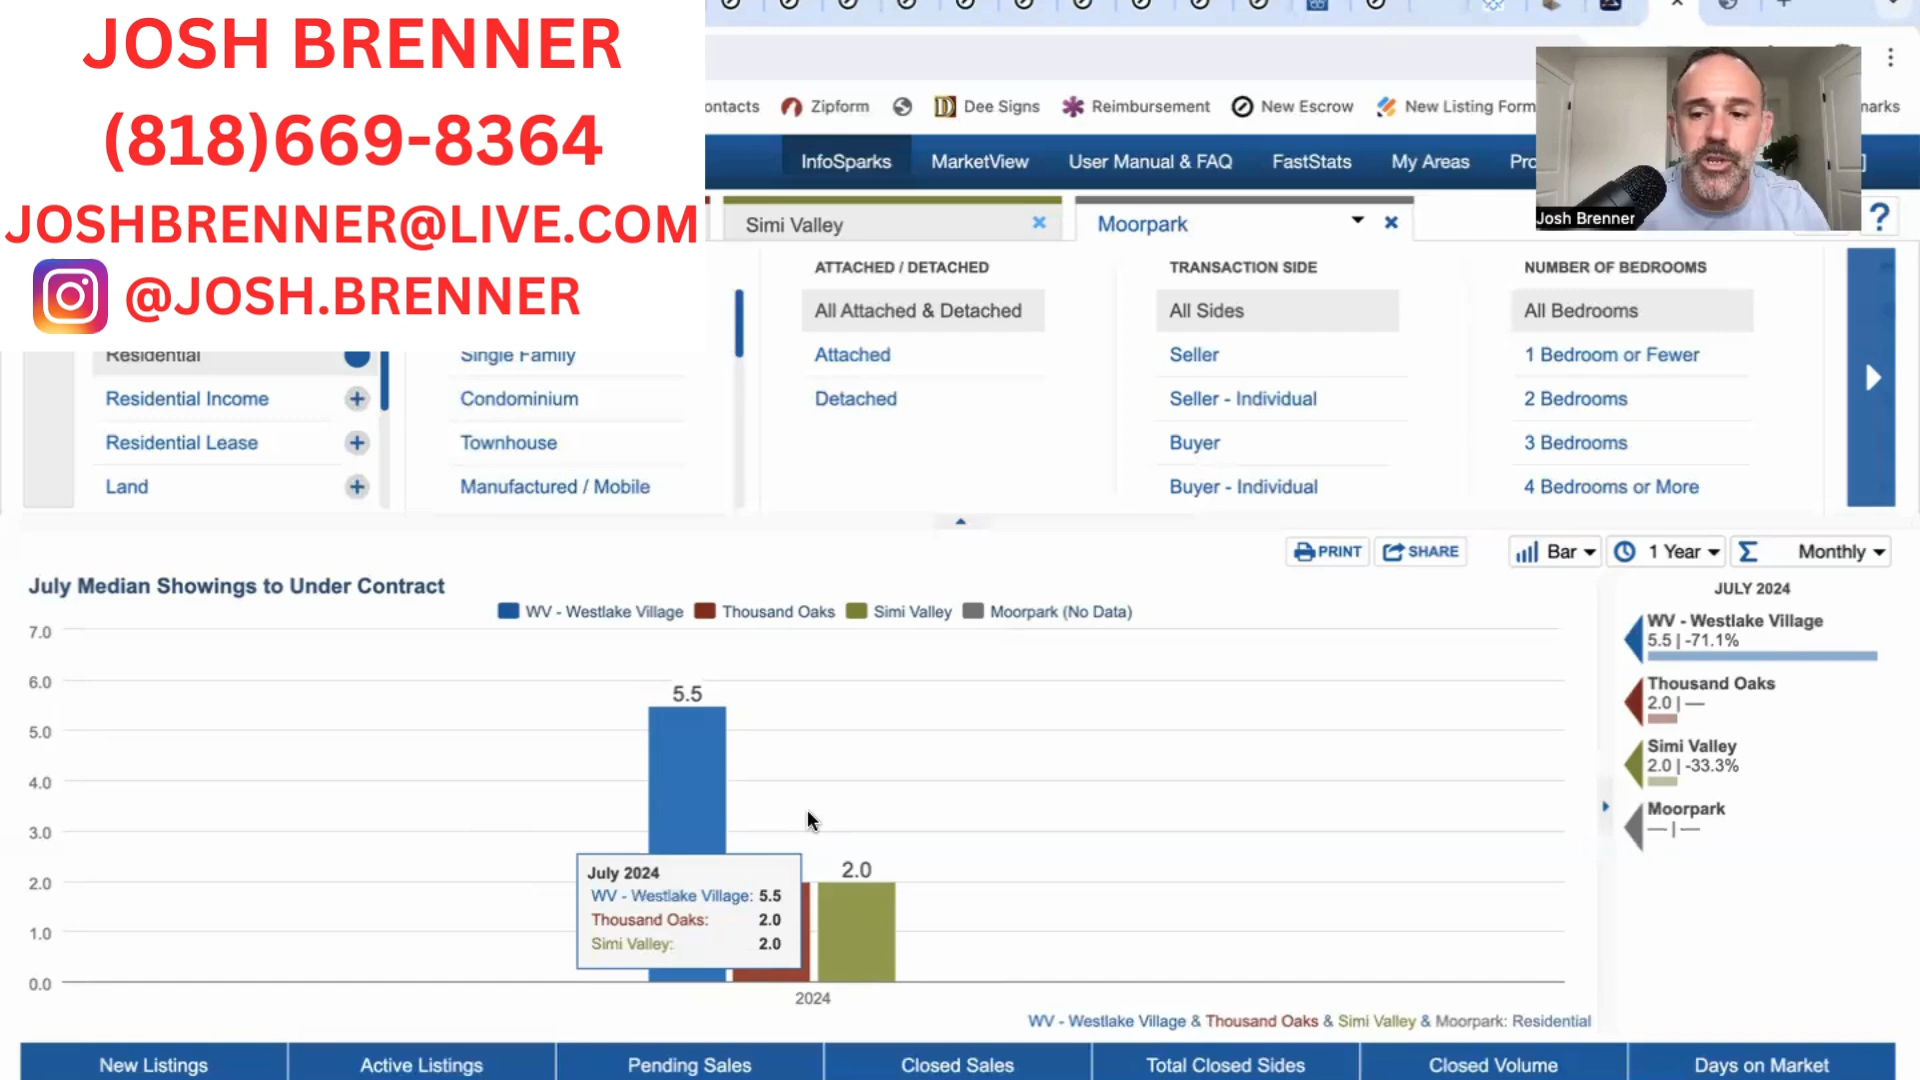 JOSH BRENNER
(818)669-8364
JOSHBRENNER@LIVE.COM
@JOSH.BRENNER
ontacts Zipform Dee Signs Reimbursement New Escrow New Listing Form arks
InfoSparks MarketView User Manual & FAQ FastStats My Areas Pro
Josh Brenner
Simi Valley Moorpark ?
ATTACHED / DETACHED TRANSACTION SIDE NUMBER OF BEDROOMS
All Attached & Detached All Sides All Bedrooms
Residential Single Family Attached Seller 1 Bedroom or Fewer
Residential Income Condominium Detached Seller - Individual 2 Bedrooms
Residential Lease Townhouse Buyer 3 Bedrooms
Land Manufactured / Mobile Buyer - Individual 4 Bedrooms or More
PRINT SHARE Bar 1 Year Σ Monthly
July Median Showings to Under Contract
WV - Westlake Village Thousand Oaks Simi Valley Moorpark (No Data)
7.0
6.0
5.0
4.0
3.0
2.0
1.0
0.0
5.5
2.0
July 2024
WV - Westlake Village: 5.5
Thousand Oaks: 2.0
Simi Valley: 2.0
2024
WV - Westlake Village & Thousand Oaks & Simi Valley & Moorpark: Residential
JULY 2024
WV - Westlake Village
5.5 | -71.1%
Thousand Oaks
2.0 | —
Simi Valley
2.0 | -33.3%
Moorpark
— | —
New Listings Active Listings Pending Sales Closed Sales Total Closed Sides Closed Volume Days on Market